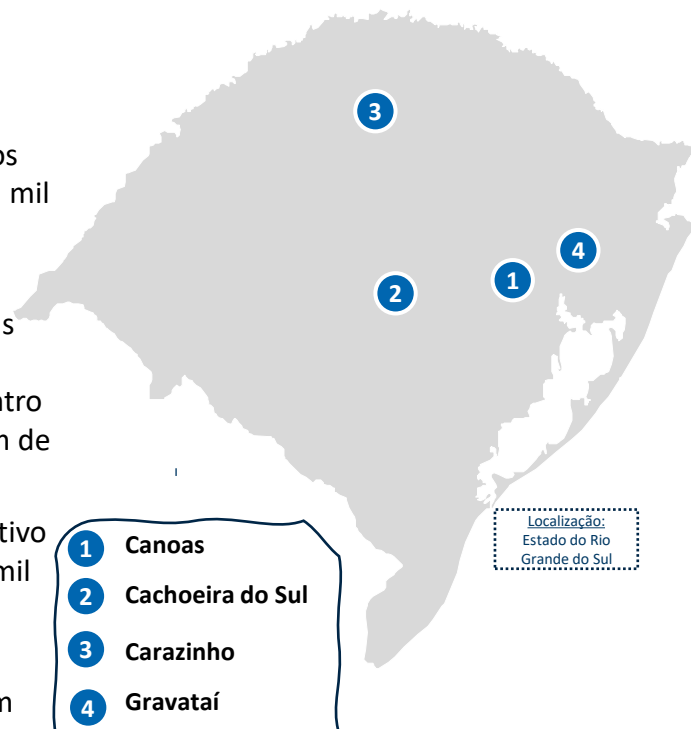 os
mil
s
ntro
de
tivo
mil
3
4
1
2
1 Canoas
2 Cachoeira do Sul
3 Carazinho
4 Gravataí
Localização:
Estado do Rio
Grande do Sul